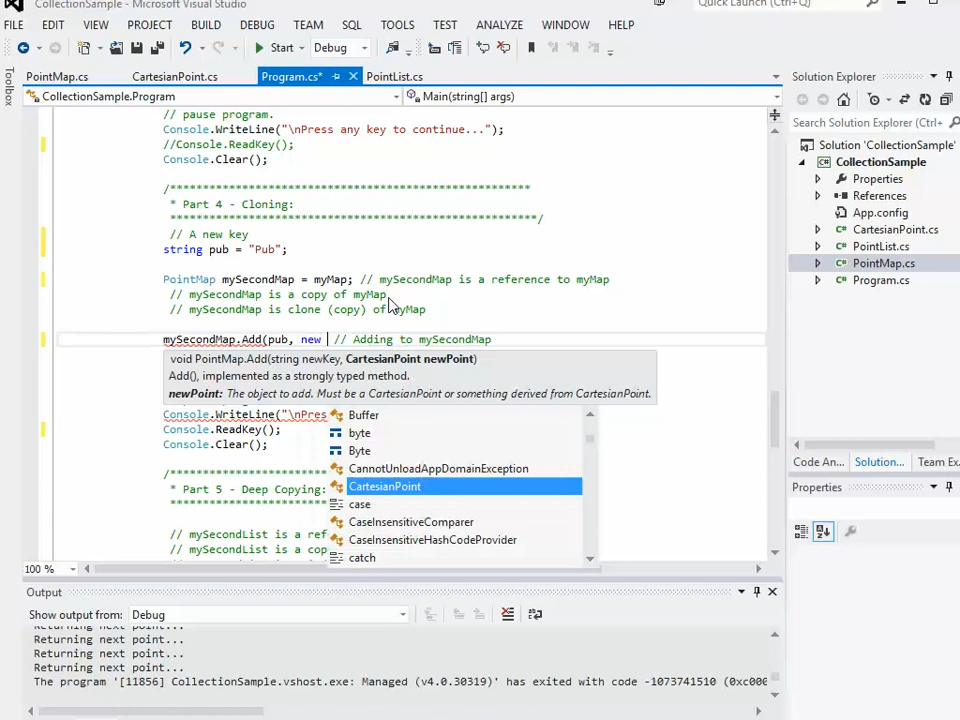 CollectionSample - Microsoft Visual Studio
Quick Launch (Ctrl+
FILE EDIT VIEW PROJECT BUILD DEBUG TEAM SQL TOOLS TEST ANALYZE WINDOW HELP
Start Debug
Toolbox
PointMap.cs CartesianPoint.cs Program.cs* PointList.cs
CollectionSample.Program Main(string[] args)
// pause program.
Console.WriteLine("\nPress any key to continue...");
//Console.ReadKey();
Console.Clear();
/*************************************************
* Part 4 - Cloning:
*************************************************/
// A new key
string pub = "Pub";
PointMap mySecondMap = myMap; // mySecondMap is a reference to myMap
// mySecondMap is a copy of myMap
// mySecondMap is clone (copy) of myMap
mySecondMap.Add(pub, new // Adding to mySecondMap
void PointMap.Add(string newKey, CartesianPoint newPoint)
Add(), implemented as a strongly typed method.
newPoint: The object to add. Must be a CartesianPoint or something derived from CartesianPoint.
Buffer
byte
Byte
CannotUnloadAppDomainException
CartesianPoint
case
CaseInsensitiveComparer
CaseInsensitiveHashCodeProvider
catch
Console.WriteLine("\nPres
Console.ReadKey();
Console.Clear();
/**********************
* Part 5 - Deep Copying:
**********************
// mySecondList is a ref
// mySecondList is a cop
100 %
Output
Show output from: Debug
Returning next point...
Returning next point...
Returning next point...
Returning next point...
The program '[11856] CollectionSample.vshost.exe: Managed (v4.0.30319)' has exited with code -1073741510 (0xc000
Solution Explorer
Search Solution Explorer (Ctrl+
Solution 'CollectionSample'
CollectionSample
Properties
References
App.config
CartesianPoint.cs
PointList.cs
PointMap.cs
Program.cs
Code An... Solution... Team Ex...
Properties